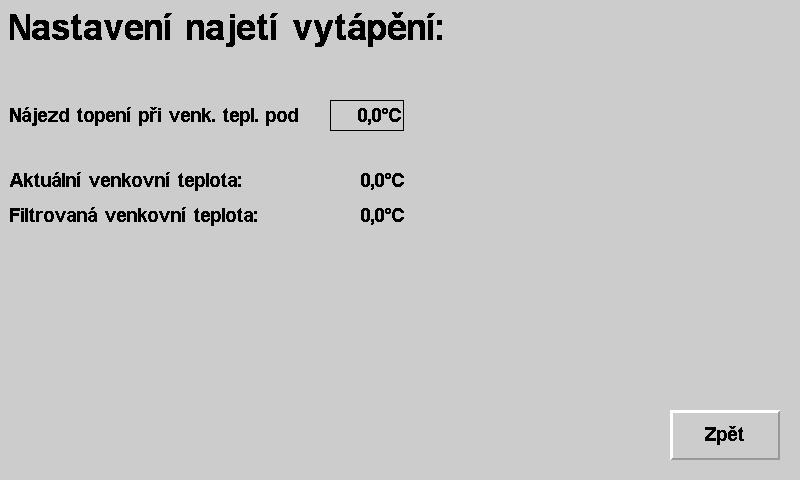 Nastavení najetí vytápění:
Nájezd topení při venk. tepl. pod 0,0°C
Aktuální venkovní teplota: 0,0°C
Filtrovaná venkovní teplota: 0,0°C
Zpět